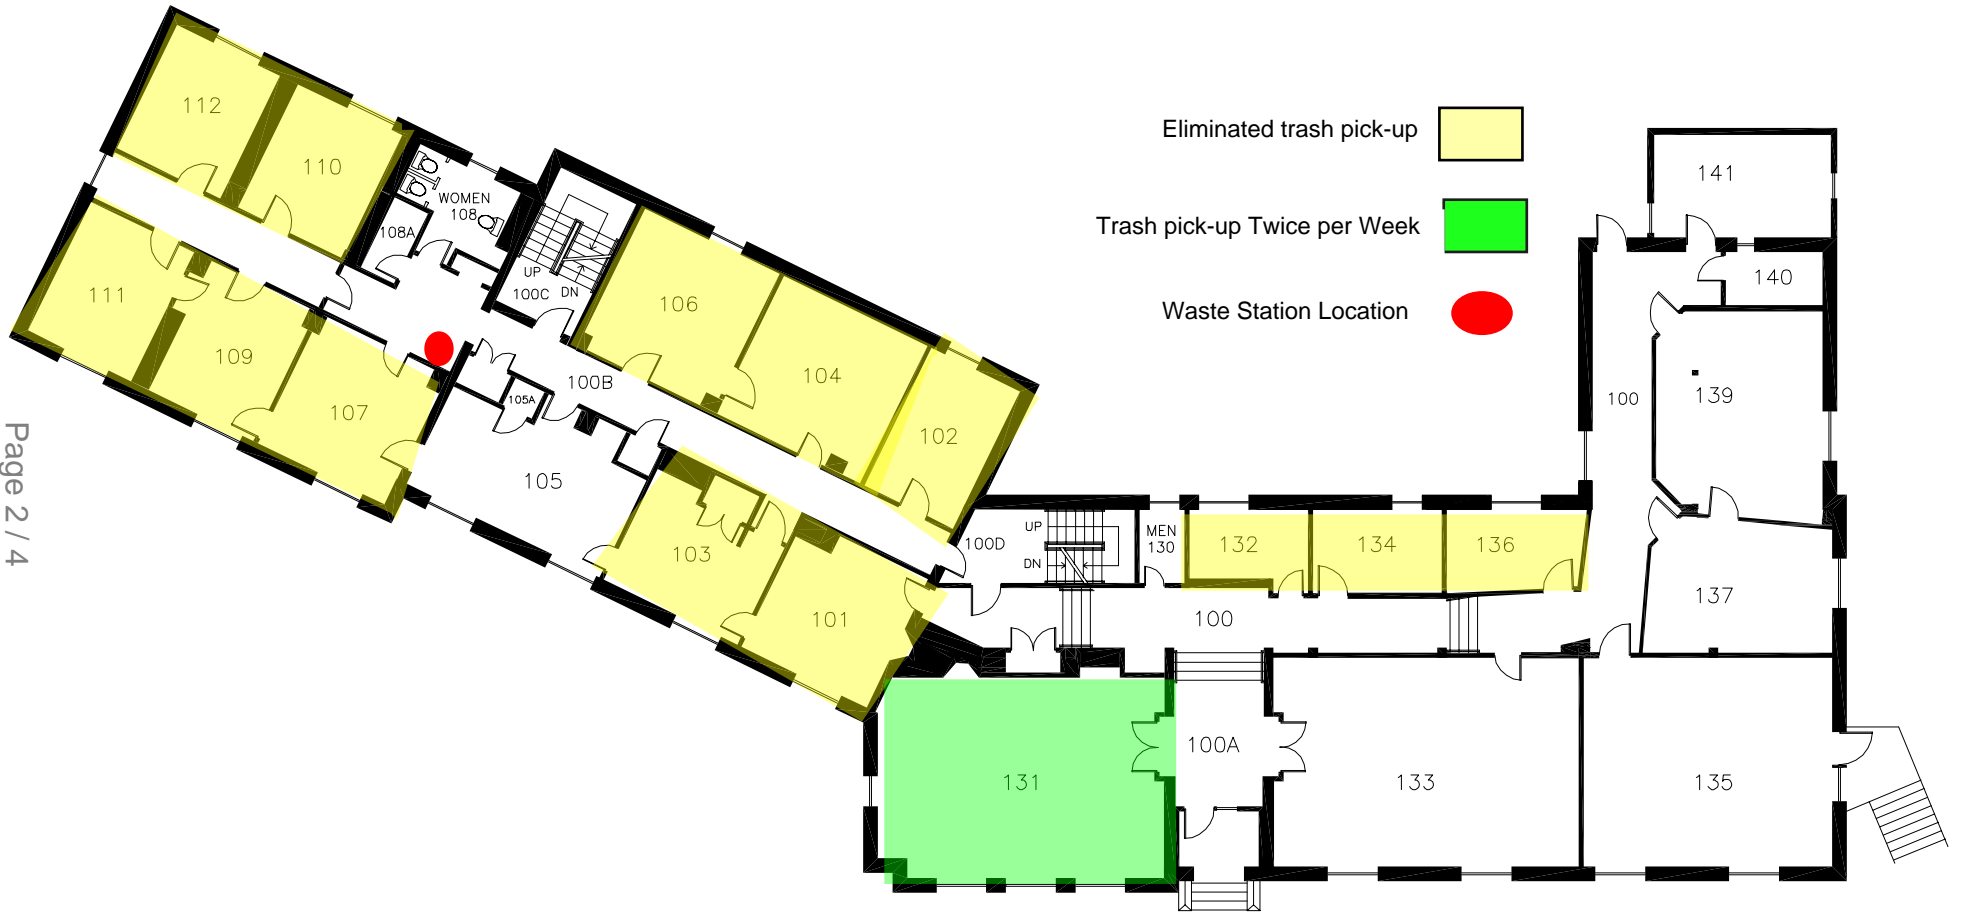 Eliminated trash pick-up
Trash pick-up Twice per Week
Waste Station Location
112
110
WOMEN
108
108A
111
109
107
UP
DN
100C
106
104
102
100B
105A
105
103
101
100D
UP
DN
MEN
130
132
134
136
100
141
140
100
139
137
131
100A
133
135
Page 2 / 4